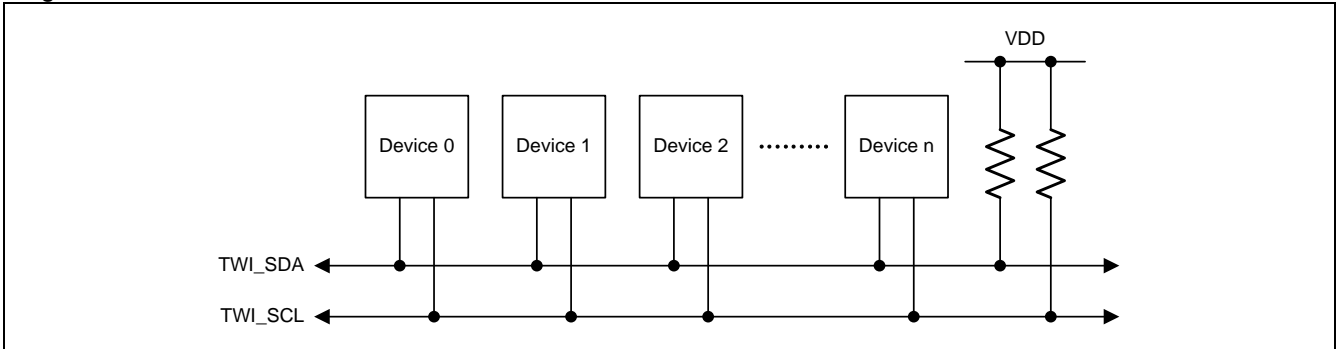 VDD
Device 0 Device 1 Device 2 ········· Device n
TWI_SDA
TWI_SCL